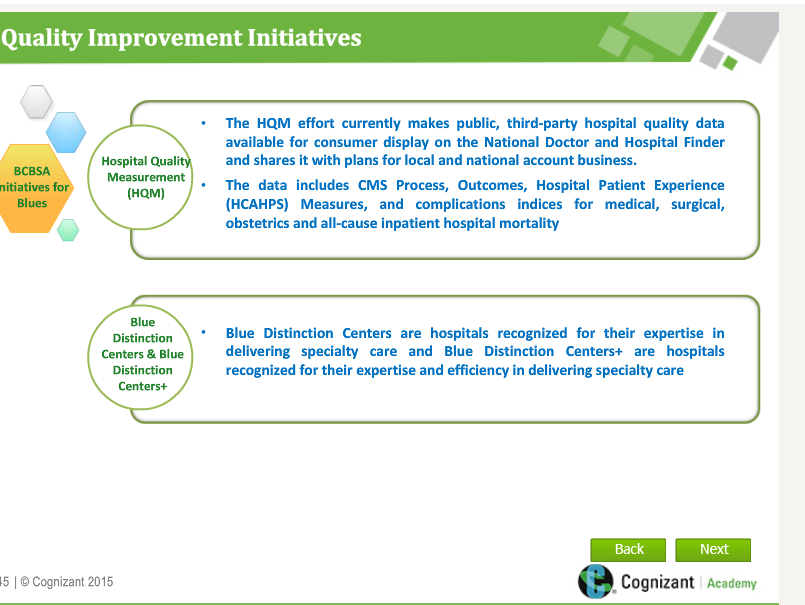 Quality Improvement Initiatives
BCBSA
nitiatives for
Blues
Hospital Quality
Measurement
(HQM)
• The HQM effort currently makes public, third-party hospital quality data
available for consumer display on the National Doctor and Hospital Finder
and shares it with plans for local and national account business.
• The data includes CMS Process, Outcomes, Hospital Patient Experience
(HCAHPS) Measures, and complications indices for medical, surgical,
obstetrics and all-cause inpatient hospital mortality
Blue
Distinction
Centers & Blue
Distinction
Centers+
• Blue Distinction Centers are hospitals recognized for their expertise in
delivering specialty care and Blue Distinction Centers+ are hospitals
recognized for their expertise and efficiency in delivering specialty care
Back Next
45 | © Cognizant 2015
Cognizant | Academy